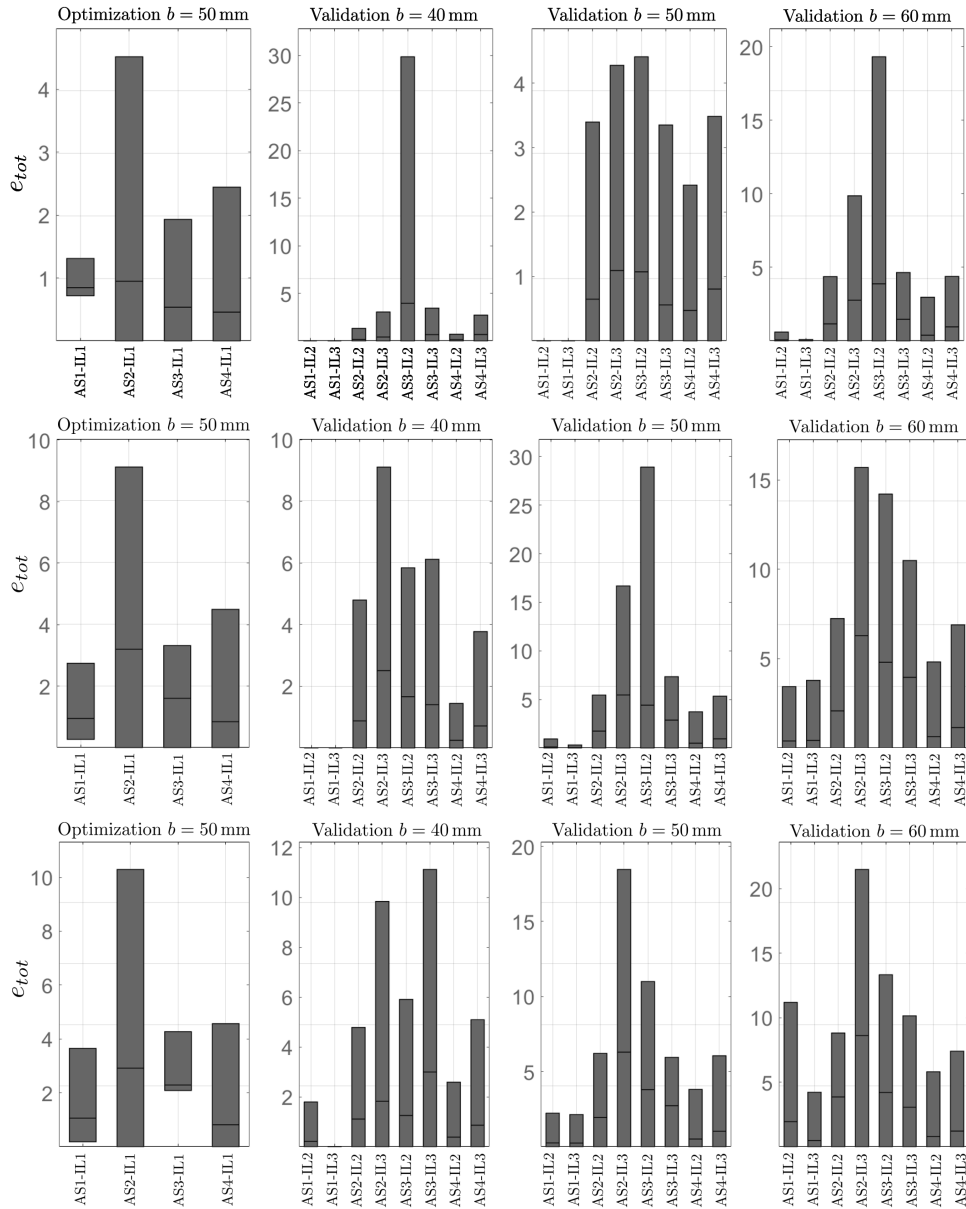 Optimization b = 50 mm
Validation b = 40 mm
Validation b = 50 mm
Validation b = 60 mm
e_tot
4
3
2
1
AS1-IL1
AS2-IL1
AS3-IL1
AS4-IL1
30
25
20
15
10
5
AS1-IL2
AS1-IL3
AS2-IL2
AS2-IL3
AS3-IL2
AS3-IL3
AS4-IL2
AS4-IL3
4
3
2
1
AS1-IL2
AS1-IL3
AS2-IL2
AS2-IL3
AS3-IL2
AS3-IL3
AS4-IL2
AS4-IL3
20
15
10
5
AS1-IL2
AS1-IL3
AS2-IL2
AS2-IL3
AS3-IL2
AS3-IL3
AS4-IL2
AS4-IL3
Optimization b = 50 mm
Validation b = 40 mm
Validation b = 50 mm
Validation b = 60 mm
e_tot
10
8
6
4
2
AS1-IL1
AS2-IL1
AS3-IL1
AS4-IL1
10
8
6
4
2
AS1-IL2
AS1-IL3
AS2-IL2
AS2-IL3
AS3-IL2
AS3-IL3
AS4-IL2
AS4-IL3
30
25
20
15
10
5
AS1-IL2
AS1-IL3
AS2-IL2
AS2-IL3
AS3-IL2
AS3-IL3
AS4-IL2
AS4-IL3
15
10
5
AS1-IL2
AS1-IL3
AS2-IL2
AS2-IL3
AS3-IL2
AS3-IL3
AS4-IL2
AS4-IL3
Optimization b = 50 mm
Validation b = 40 mm
Validation b = 50 mm
Validation b = 60 mm
e_tot
10
8
6
4
2
AS1-IL1
AS2-IL1
AS3-IL1
AS4-IL1
12
10
8
6
4
2
AS1-IL2
AS1-IL3
AS2-IL2
AS2-IL3
AS3-IL2
AS3-IL3
AS4-IL2
AS4-IL3
20
15
10
5
AS1-IL2
AS1-IL3
AS2-IL2
AS2-IL3
AS3-IL2
AS3-IL3
AS4-IL2
AS4-IL3
20
15
10
5
AS1-IL2
AS1-IL3
AS2-IL2
AS2-IL3
AS3-IL2
AS3-IL3
AS4-IL2
AS4-IL3